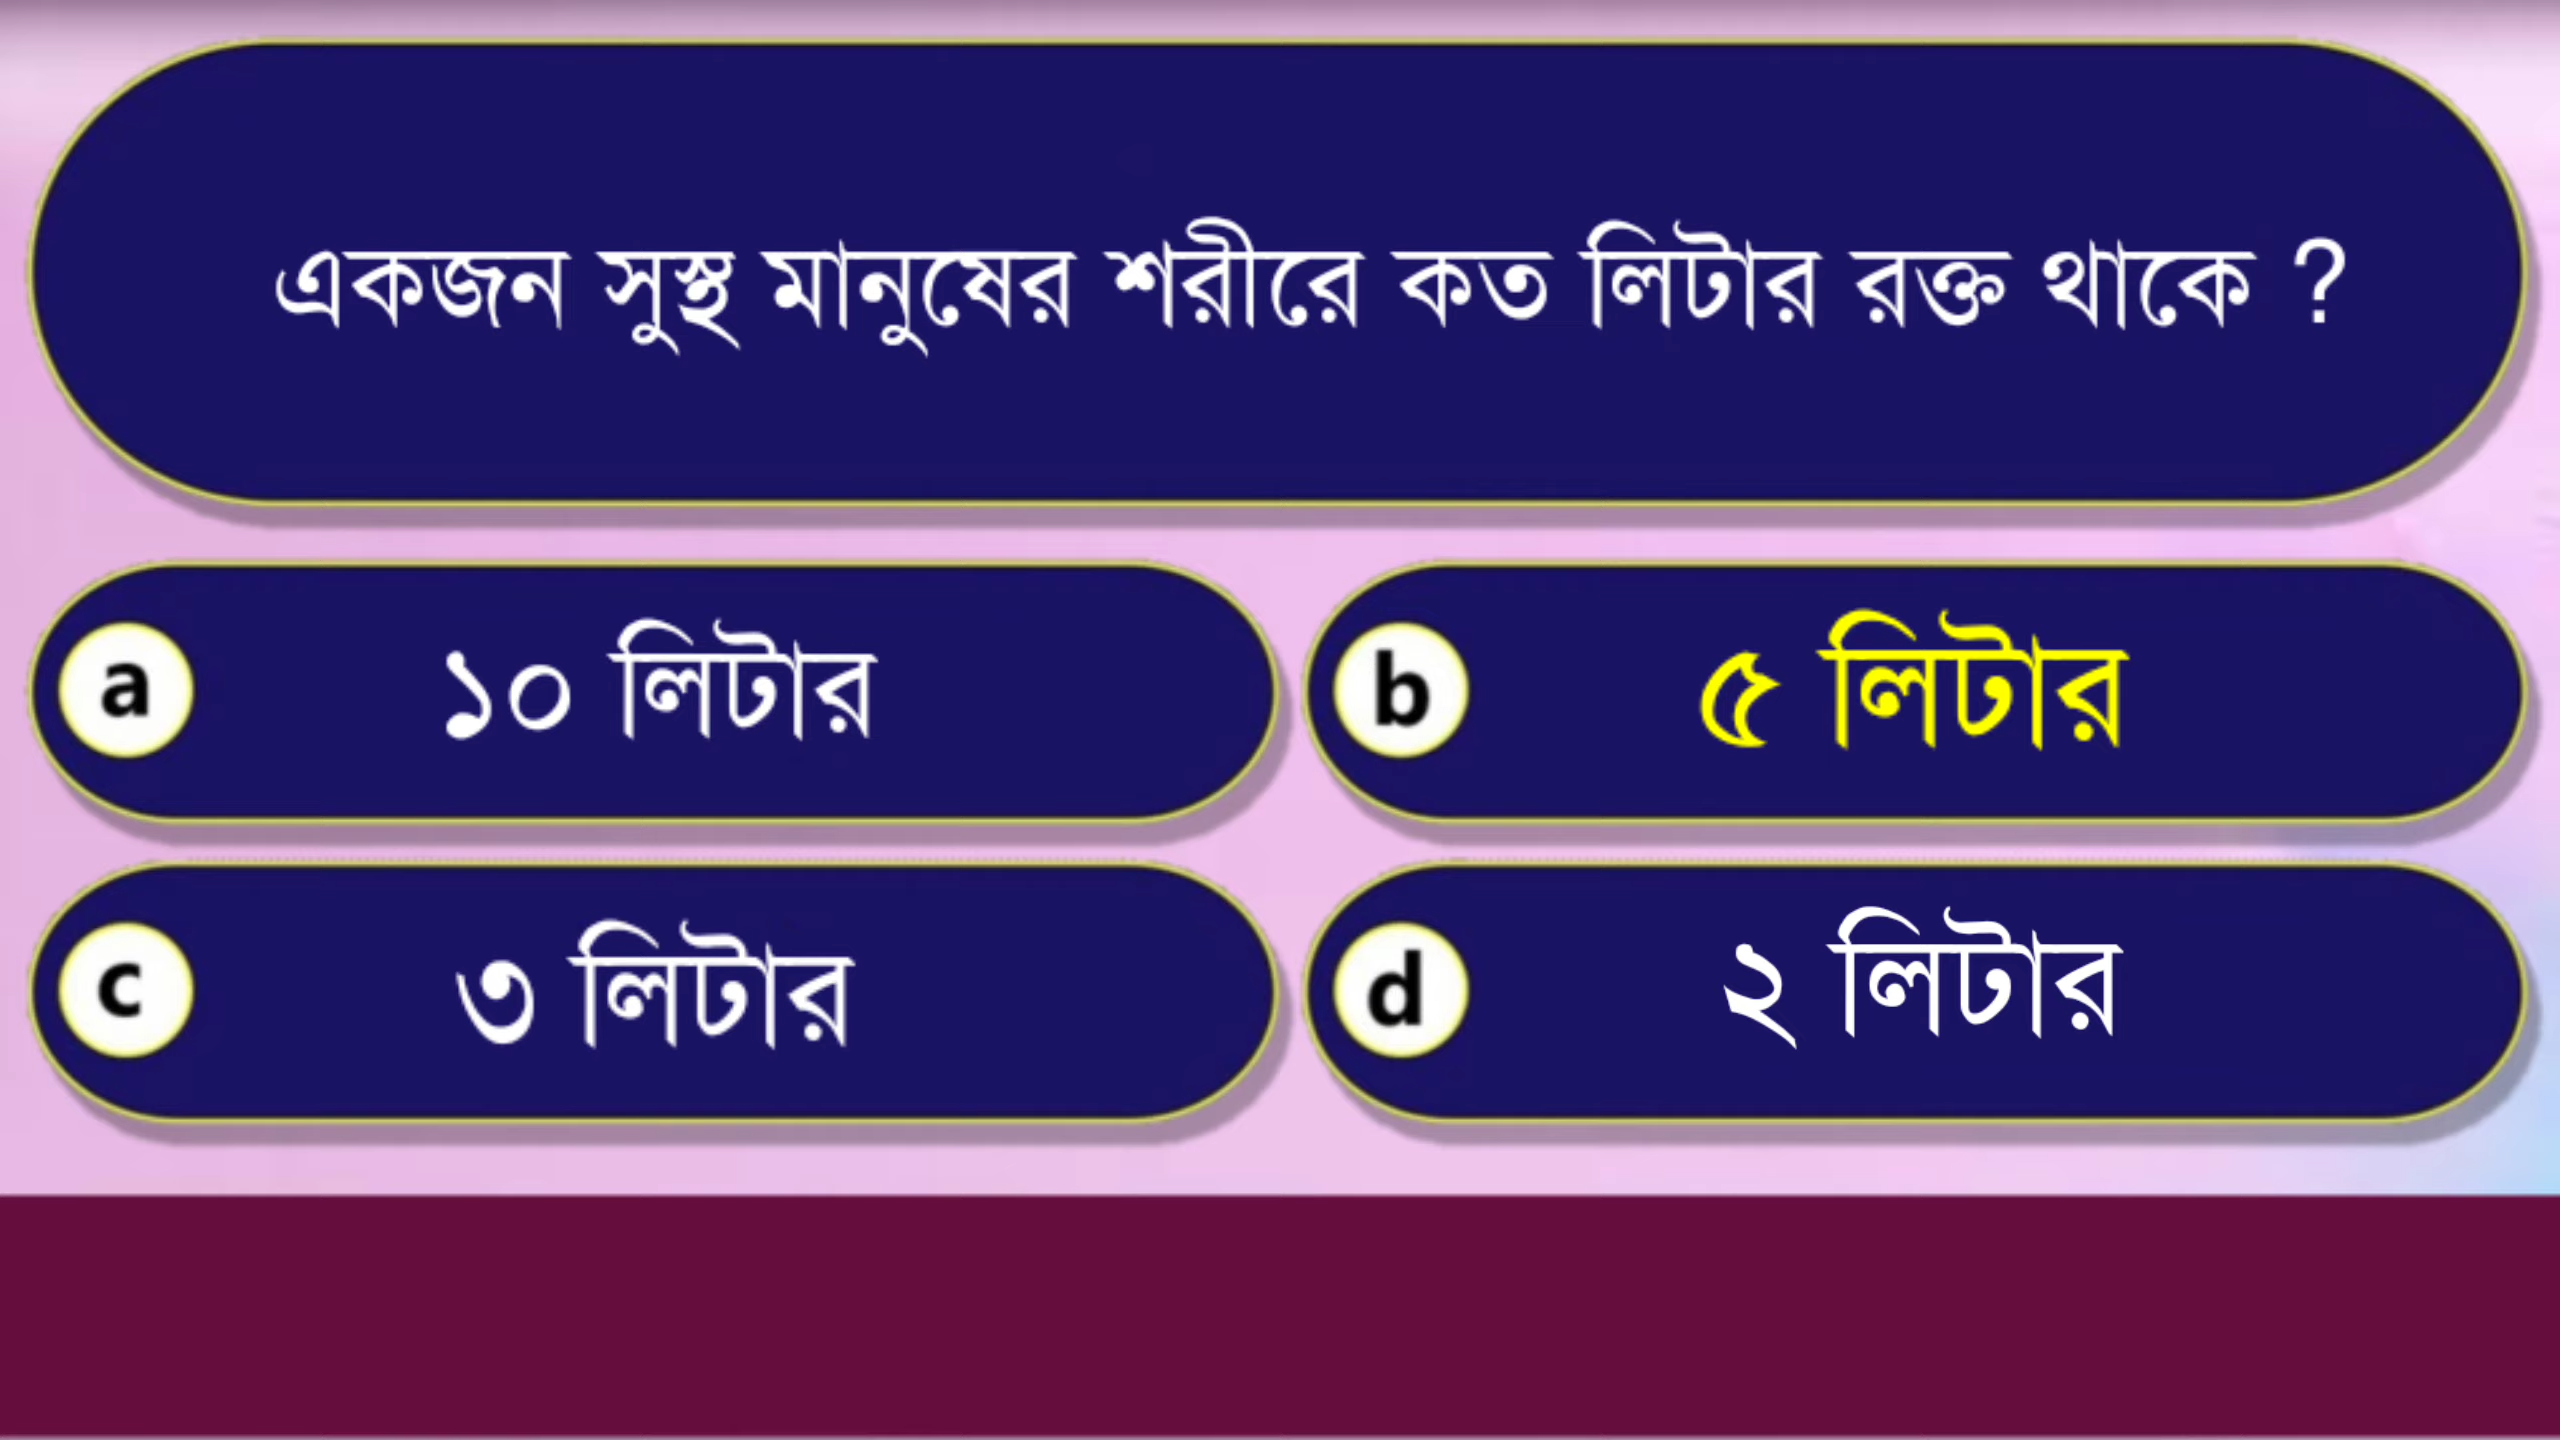 একজন সুস্থ মানুষের শরীরে কত লিটার রক্ত থাকে ?
a ১০ লিটার
b ৫ লিটার
c ৩ লিটার
d ২ লিটার